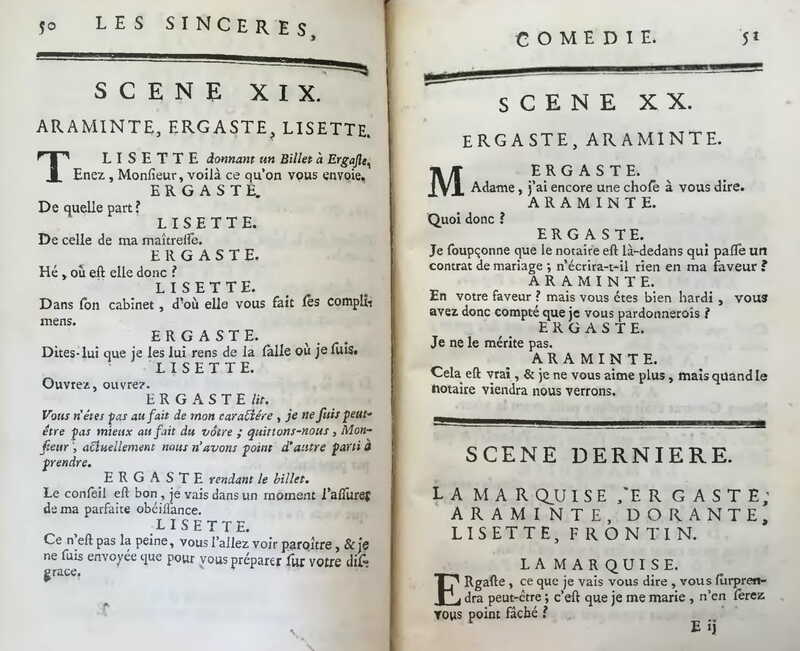 50 LES SINCERES,
SCENE XIX.
ARAMINTE, ERGASTE, LISETTE.
LISETTE donnant un Billet à Ergaſte,
Tenez, Monſieur, voilà ce qu'on vous envoie,
ERGASTE.
De quelle part ?
LISETTE.
De celle de ma maîtreſſe.
ERGASTE.
Hé, où eſt elle donc ?
LISETTE.
Dans ſon cabinet, d'où elle vous fait ſes compli-
mens.
ERGASTE.
Dites-lui que je les lui rens de la ſalle où je ſuis.
LISETTE.
Ouvrez, ouvrez.
ERGASTE lit.
Vous n'étes pas au fait de mon caractére, je ne ſuis peut-
être pas mieux au fait du vôtre ; quittons-nous, Mon-
ſieur, actuellement nous n'avons point d'autre parti à
prendre.
ERGASTE rendant le billet.
Le conſeil eſt bon, je vais dans un moment l'aſſurer
de ma parfaite obéiſſance.
LISETTE.
Ce n'eſt pas la peine, vous l'allez voir paroître, & je
ne ſuis envoyée que pour vous préparer ſur votre diſ-
grace.
COMEDIE. 51
SCENE XX.
ERGASTE, ARAMINTE.
ERGASTE.
MAdame, j'ai encore une choſe à vous dire.
ARAMINTE.
Quoi donc ?
ERGASTE.
Je ſoupçonne que le notaire eſt là-dedans qui paſſe un
contrat de mariage ; n'écrira-t-il rien en ma faveur ?
ARAMINTE.
En votre faveur ? mais vous étes bien hardi, vous
avez donc compté que je vous pardonnerois ?
ERGASTE.
Je ne le mérite pas.
ARAMINTE.
Cela eſt vrai, & je ne vous aime plus, mais quand le
notaire viendra nous verrons.
SCENE DERNIERE.
LA MARQUISE, ERGASTE,
ARAMINTE, DORANTE,
LISETTE, FRONTIN.
LA MARQUISE.
ERgaſte, ce que je vais vous dire, vous ſurpren-
dra peut-être ; c'eſt que je me marie, n'en ſerez
vous point fâché ?
E ij